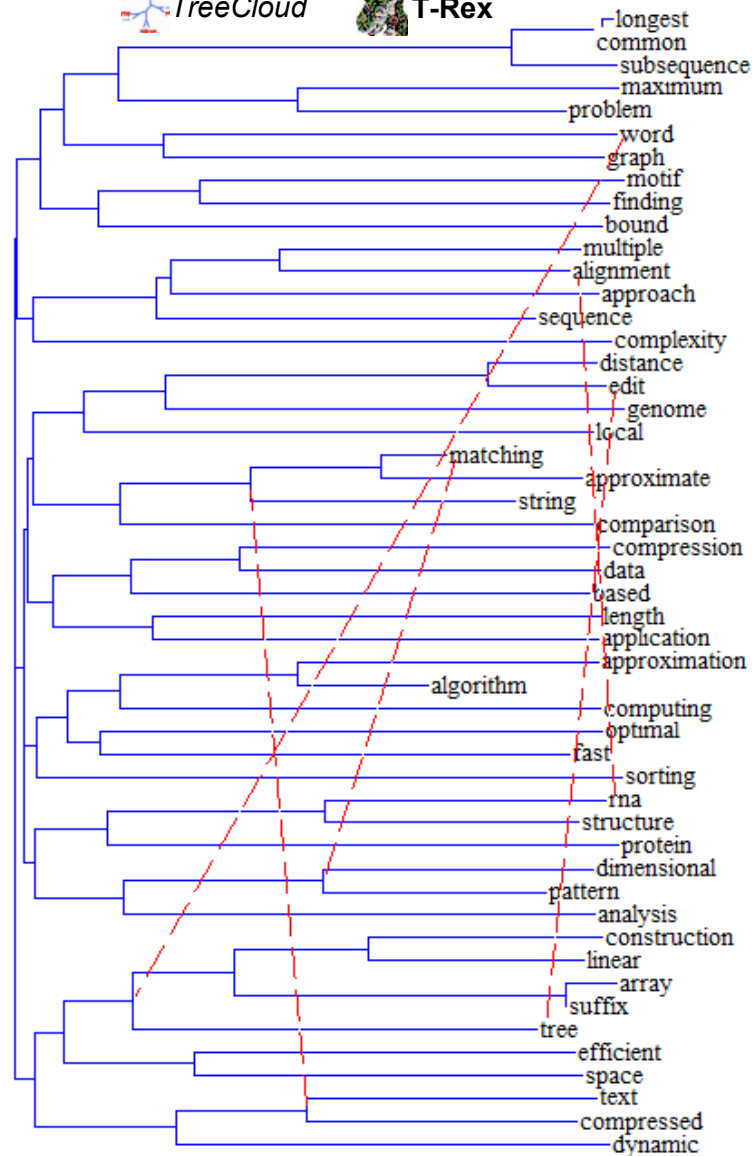 TreeCloud T-Rex
longest
common
subsequence
maximum
problem
word
graph
motif
finding
bound
multiple
alignment
approach
sequence
complexity
distance
edit
genome
local
matching
approximate
string
comparison
compression
data
based
length
application
approximation
algorithm
computing
optimal
fast
sorting
rna
structure
protein
dimensional
pattern
analysis
construction
linear
array
suffix
tree
efficient
space
text
compressed
dynamic